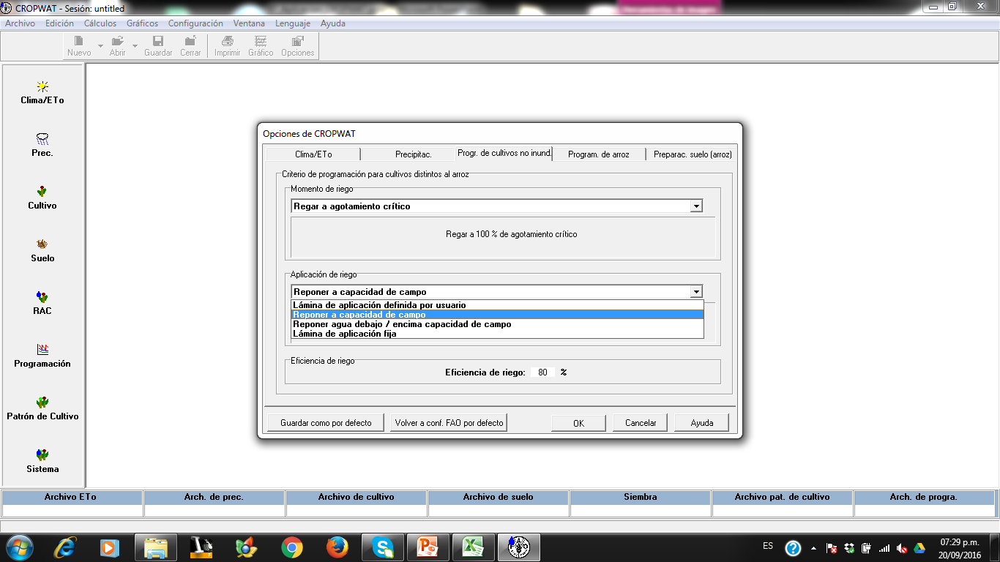 CROPWAT - Sesión: untitled
Archivo Edición Cálculos Gráficos Configuración Ventana Lenguaje Ayuda
Nuevo Abrir Guardar Cerrar Imprimir Gráfico Opciones
Clima/ETo
Prec.
Cultivo
Suelo
RAC
Programación
Patrón de Cultivo
Sistema
Opciones de CROPWAT
Clima/ETo Precipitac. Progr. de cultivos no inund. Program. de arroz Preparac. suelo (arroz)
Criterio de programación para cultivos distintos al arroz
Momento de riego
Regar a agotamiento crítico
Regar a 100 % de agotamiento crítico
Aplicación de riego
Reponer a capacidad de campo
Lámina de aplicación definida por usuario
Reponer a capacidad de campo
Reponer agua debajo / encima capacidad de campo
Lámina de aplicación fija
Eficiencia de riego
Eficiencia de riego: 80 %
Guardar como por defecto Volver a conf. FAO por defecto OK Cancelar Ayuda
Archivo ETo Arch. de prec. Archivo de cultivo Archivo de suelo Siembra Archivo pat. de cultivo Arch. de progra.
ES 07:29 p.m.
20/09/2016